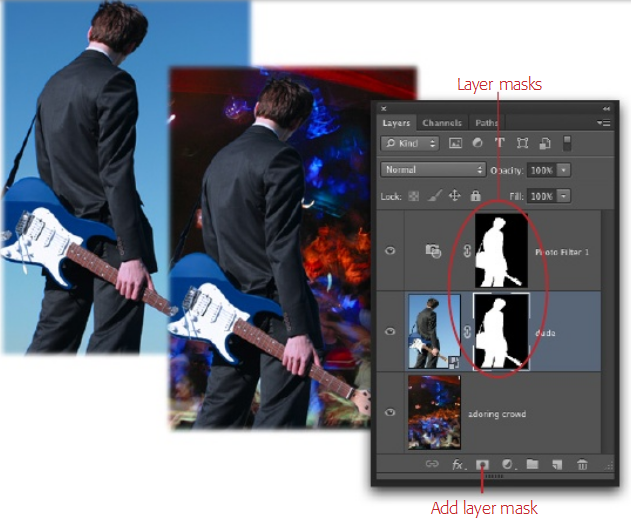 Layer masks
Layers Channels Paths
Kind
Normal Opacity: 100%
Lock: Fill: 100%
Photo Filter 1
dude
adoring crowd
fx
Add layer mask